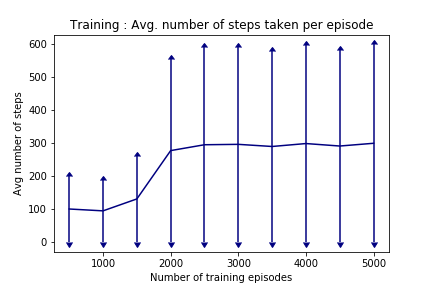 Training : Avg. number of steps taken per episode
Avg number of steps
600
500
400
300
200
100
0
1000 2000 3000 4000 5000
Number of training episodes